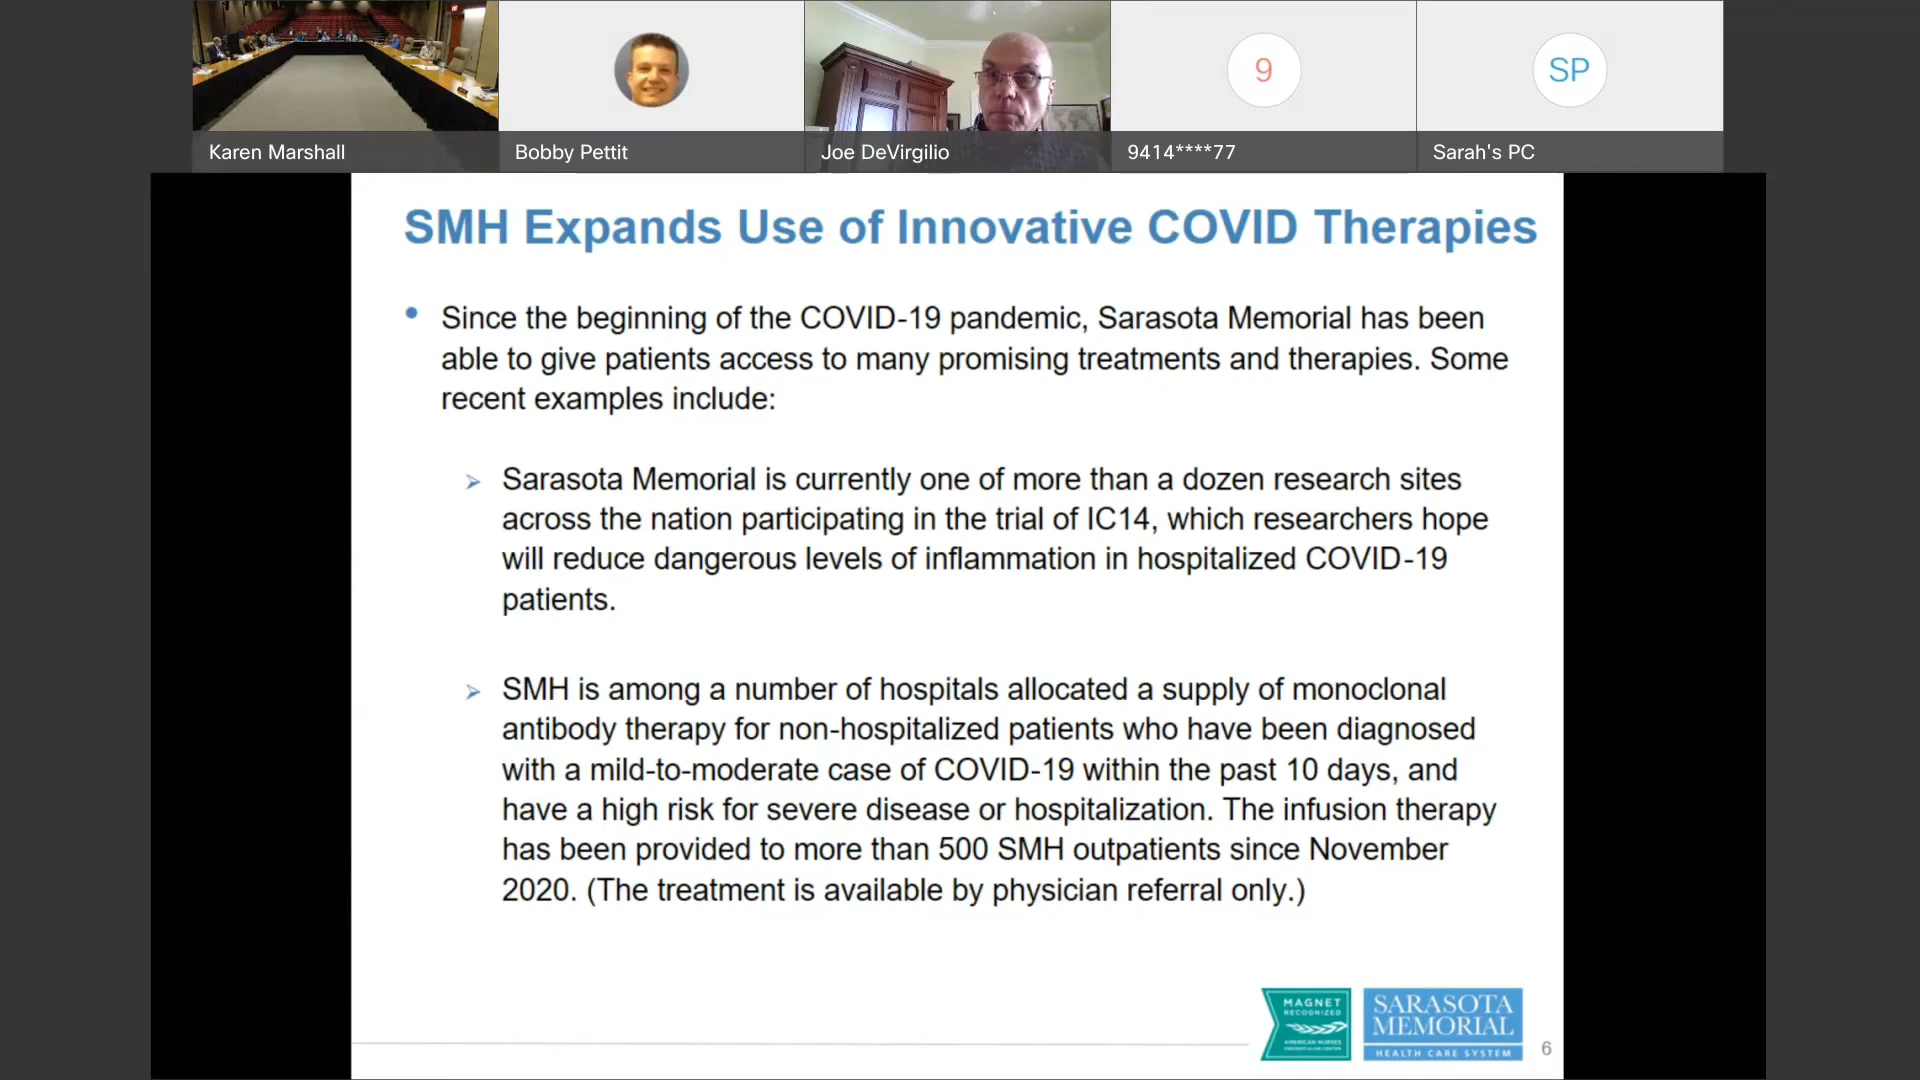 Karen Marshall
Bobby Pettit
Joe DeVirgilio
9
9414****77
SP
Sarah's PC
SMH Expands Use of Innovative COVID Therapies
Since the beginning of the COVID-19 pandemic, Sarasota Memorial has been
able to give patients access to many promising treatments and therapies. Some
recent examples include:
Sarasota Memorial is currently one of more than a dozen research sites
across the nation participating in the trial of IC14, which researchers hope
will reduce dangerous levels of inflammation in hospitalized COVID-19
patients.
SMH is among a number of hospitals allocated a supply of monoclonal
antibody therapy for non-hospitalized patients who have been diagnosed
with a mild-to-moderate case of COVID-19 within the past 10 days, and
have a high risk for severe disease or hospitalization. The infusion therapy
has been provided to more than 500 SMH outpatients since November
2020. (The treatment is available by physician referral only.)
MAGNET
RECOGNIZED
AMERICAN NURSES
CREDENTIALING CENTER
SARASOTA
MEMORIAL
HEALTH CARE SYSTEM
6